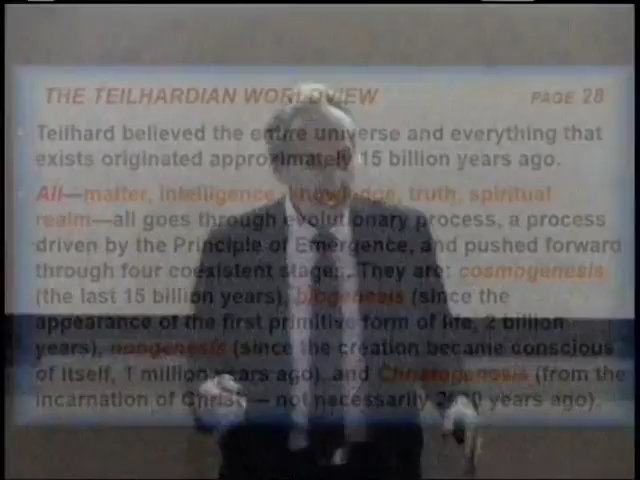 THE TEILHARDIAN WORLDVIEW PAGE 28
Teilhard believed the entire universe and everything that
exists originated approximately 15 billion years ago.
All—matter, intelligence, knowledge, truth, spiritual
realm—all goes through evolutionary process, a process
driven by the Principle of Emergence, and pushed forward
through four coexistent stages. They are: cosmogenesis
(the last 15 billion years), biogenesis (since the
appearance of the first primitive form of life, 2 billion
years), noogenesis (since the creation became conscious
of itself, 1 million years ago), and Christogenesis (from the
incarnation of Christ— not necessarily 2000 years ago).